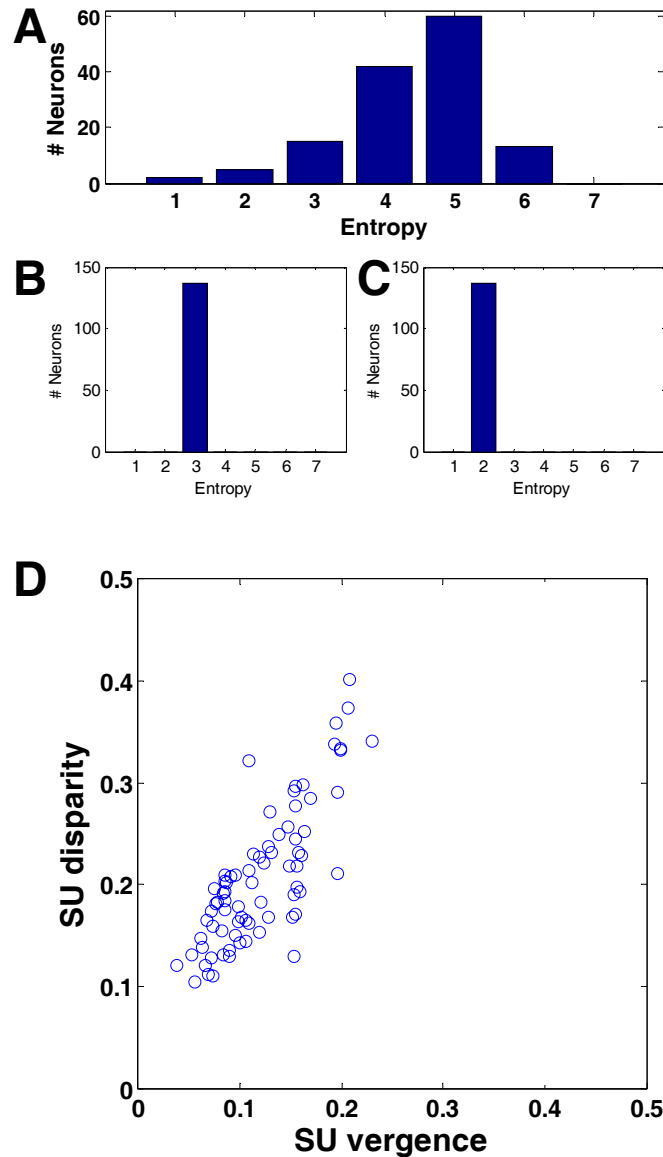 A
60
40
20
0
# Neurons
1 2 3 4 5 6 7
Entropy
B
150
100
50
0
# Neurons
1 2 3 4 5 6 7
Entropy
C
150
100
50
0
# Neurons
1 2 3 4 5 6 7
Entropy
D
0.5
0.4
0.3
0.2
0.1
0
SU disparity
0 0.1 0.2 0.3 0.4 0.5
SU vergence